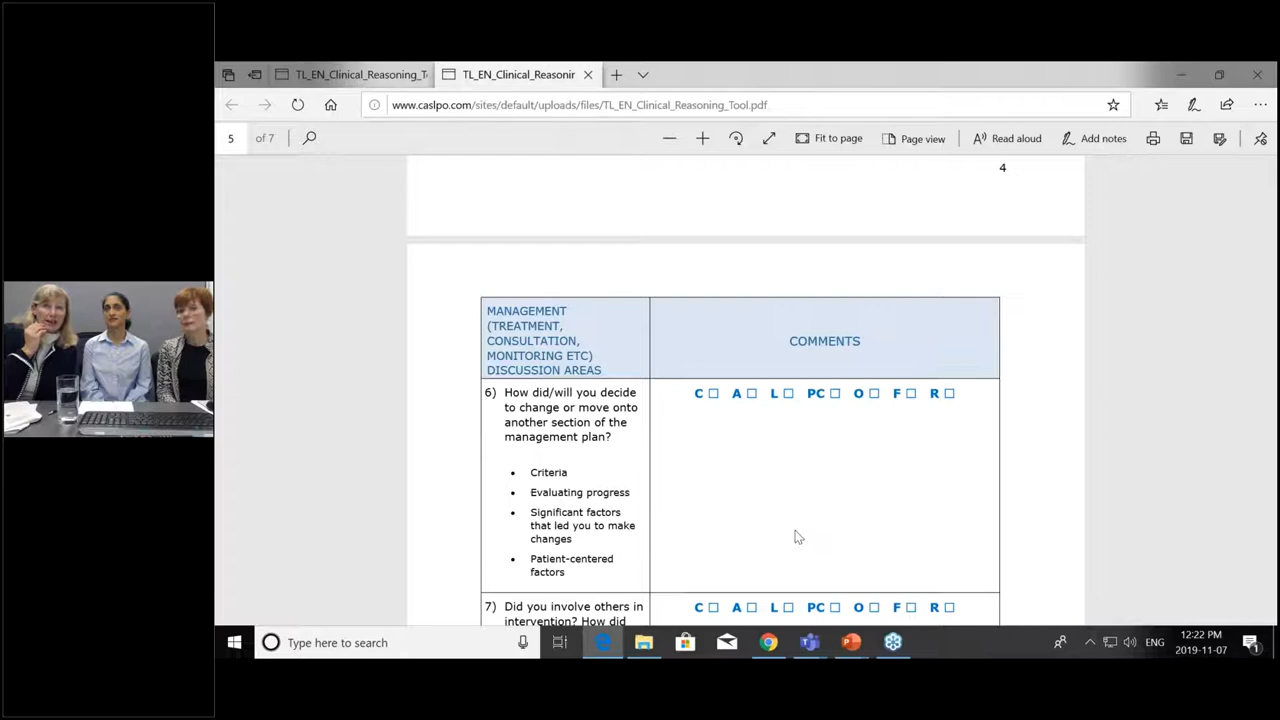 TL_EN_Clinical_Reasoning_T
TL_EN_Clinical_Reasonir
www.caslpo.com/sites/default/uploads/files/TL_EN_Clinical_Reasoning_Tool.pdf
5 of 7
Fit to page
Page view
Read aloud
Add notes
4
MANAGEMENT
(TREATMENT,
CONSULTATION,
MONITORING ETC)
DISCUSSION AREAS
COMMENTS
6) How did/will you decide
to change or move onto
another section of the
management plan?
• Criteria
• Evaluating progress
• Significant factors
that led you to make
changes
• Patient-centered
factors
C ☐ A ☐ L ☐ PC ☐ O ☐ F ☐ R ☐
7) Did you involve others in
intervention? How did
C ☐ A ☐ L ☐ PC ☐ O ☐ F ☐ R ☐
Type here to search
ENG
12:22 PM
2019-11-07
1